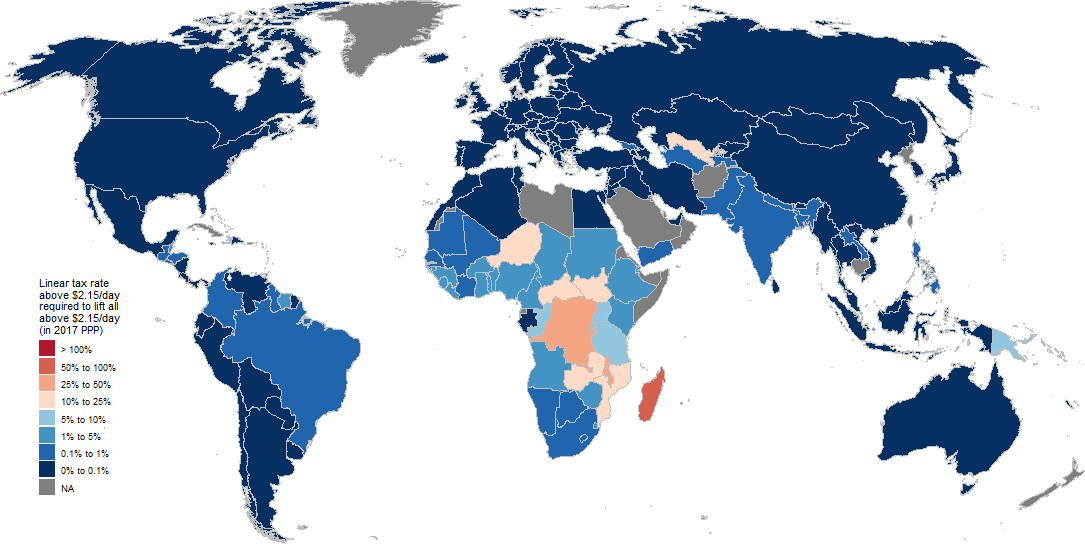 Linear tax rate
above $2.15/day
required to lift all
above $2.15/day
(in 2017 PPP)
> 100%
50% to 100%
25% to 50%
10% to 25%
5% to 10%
1% to 5%
0.1% to 1%
0% to 0.1%
NA